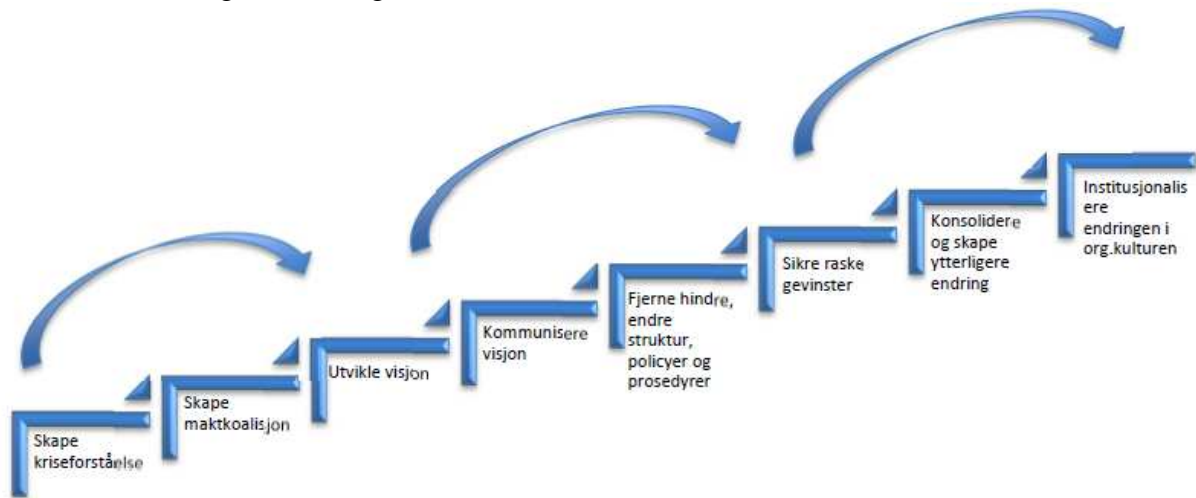 Skape
kriseforståelse
Skape
maktkoalisjon
Utvikle visjon
Kommunisere
visjon
Fjerne hindre,
endre
struktur,
policyer og
prosedyrer
Sikre raske
gevinster
Konsolidere
og skape
ytterligere
endring
Institusjonalis
ere
endringen i
org.kulturen